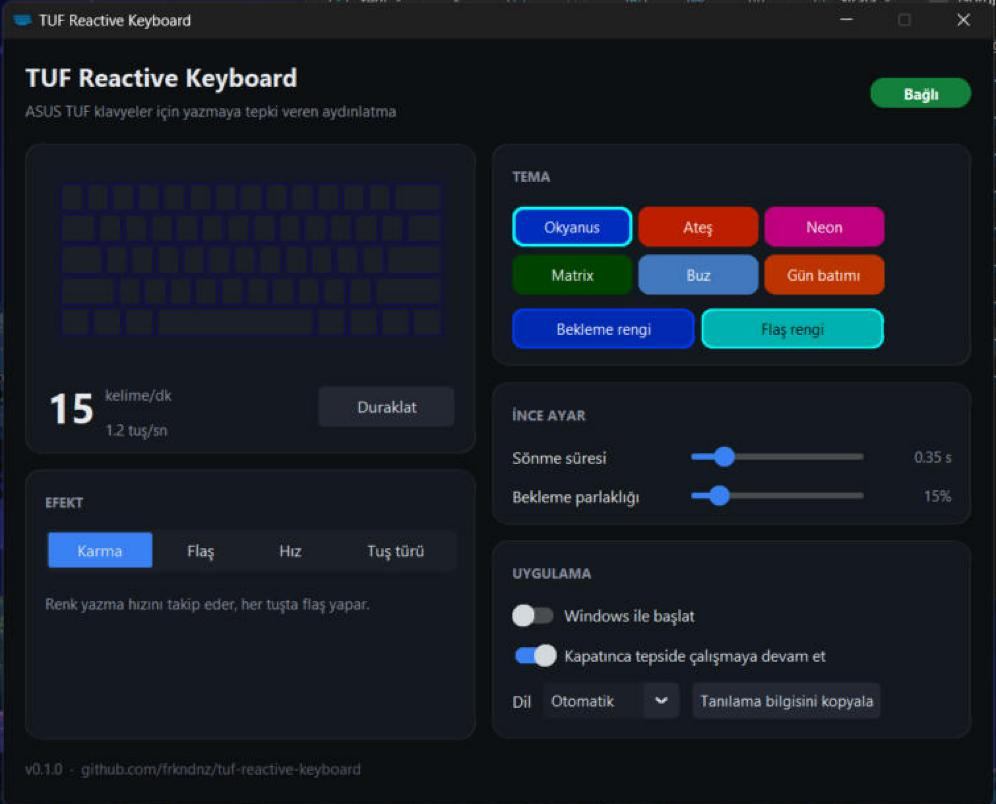 TUF Reactive Keyboard
TUF Reactive Keyboard
ASUS TUF klavyeler için yazmaya tepki veren aydınlatma
Bağlı
15
kelime/dk
1.2 tuş/sn
Duraklat
EFEKT
Karma Flaş Hız Tuş türü
Renk yazma hızını takip eder, her tuşta flaş yapar.
TEMA
Okyanus Ateş Neon
Matrix Buz Gün batımı
Bekleme rengi Flaş rengi
İNCE AYAR
Sönme süresi 0.35 s
Bekleme parlaklığı 15%
UYGULAMA
Windows ile başlat
Kapatınca tepside çalışmaya devam et
Dil Otomatik Tanılama bilgisini kopyala
v0.1.0 · github.com/frkndnz/tuf-reactive-keyboard